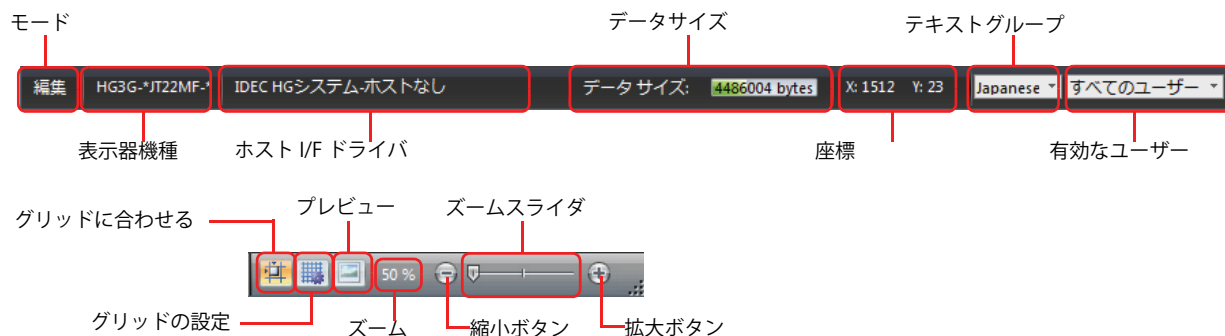 モード
データサイズ
テキストグループ
編集 HG3G-*JT22MF-* IDEC HGシステム-ホストなし データ サイズ: 4486004 bytes X: 1512 Y: 23 Japanese すべてのユーザー
表示器機種
ホスト I/F ドライバ
座標
有効なユーザー
グリッドに合わせる
プレビュー
ズームスライダ
50 %
グリッドの設定
ズーム
縮小ボタン
拡大ボタン